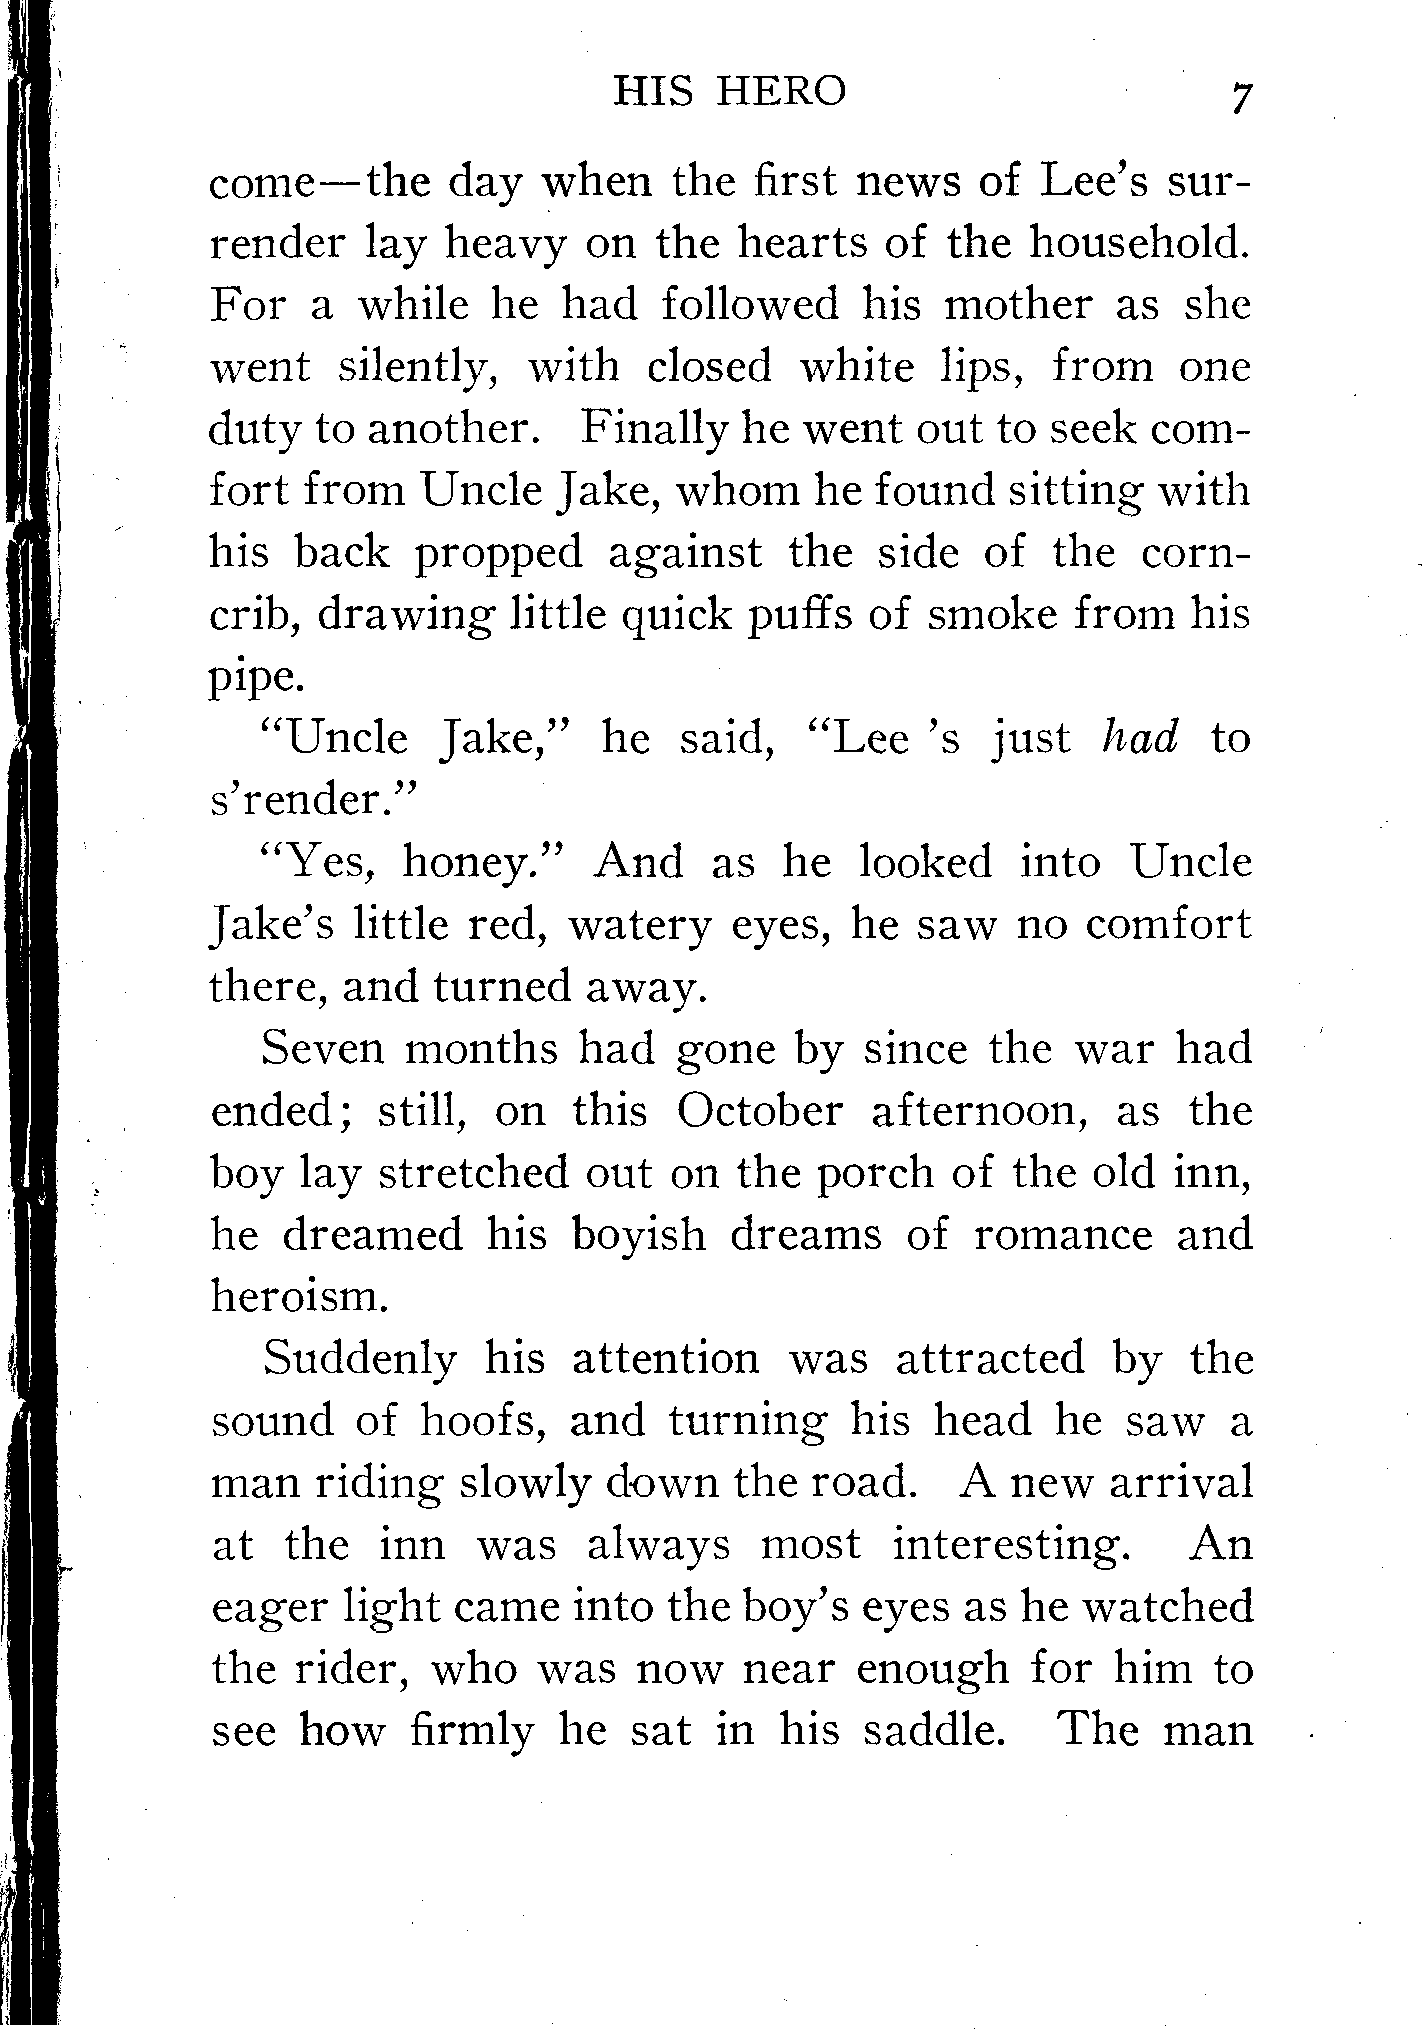 HIS HERO 7
come—the day when the first news of Lee's sur-
render lay heavy on the hearts of the household.
For a while he had followed his mother as she
went silently, with closed white lips, from one
duty to another. Finally he went out to seek com-
fort from Uncle Jake, whom he found sitting with
his back propped against the side of the corn-
crib, drawing little quick puffs of smoke from his
pipe.
"Uncle Jake," he said, "Lee 's just had to
s'render."
"Yes, honey." And as he looked into Uncle
Jake's little red, watery eyes, he saw no comfort
there, and turned away.
Seven months had gone by since the war had
ended; still, on this October afternoon, as the
boy lay stretched out on the porch of the old inn,
he dreamed his boyish dreams of romance and
heroism.
Suddenly his attention was attracted by the
sound of hoofs, and turning his head he saw a
man riding slowly down the road. A new arrival
at the inn was always most interesting. An
eager light came into the boy's eyes as he watched
the rider, who was now near enough for him to
see how firmly he sat in his saddle. The man